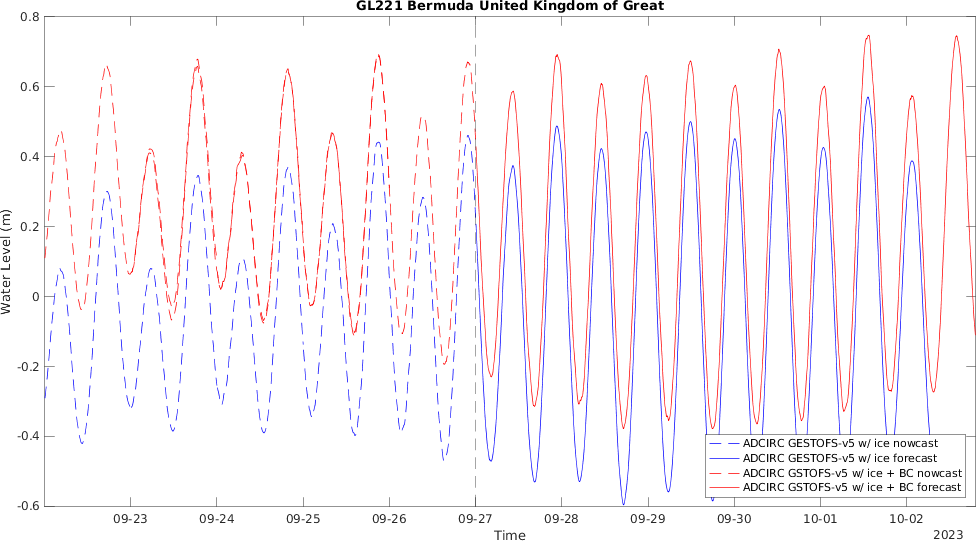 GL221 Bermuda United Kingdom of Great
Water Level (m)
0.8
0.6
0.4
0.2
0
-0.2
-0.4
-0.6
ADCIRC GESTOFS-v5 w/ ice nowcast
ADCIRC GESTOFS-v5 w/ ice forecast
ADCIRC GSTOFS-v5 w/ ice + BC nowcast
ADCIRC GSTOFS-v5 w/ ice + BC forecast
09-23 09-24 09-25 09-26 09-27 09-28 09-29 09-30 10-01 10-02
Time
2023